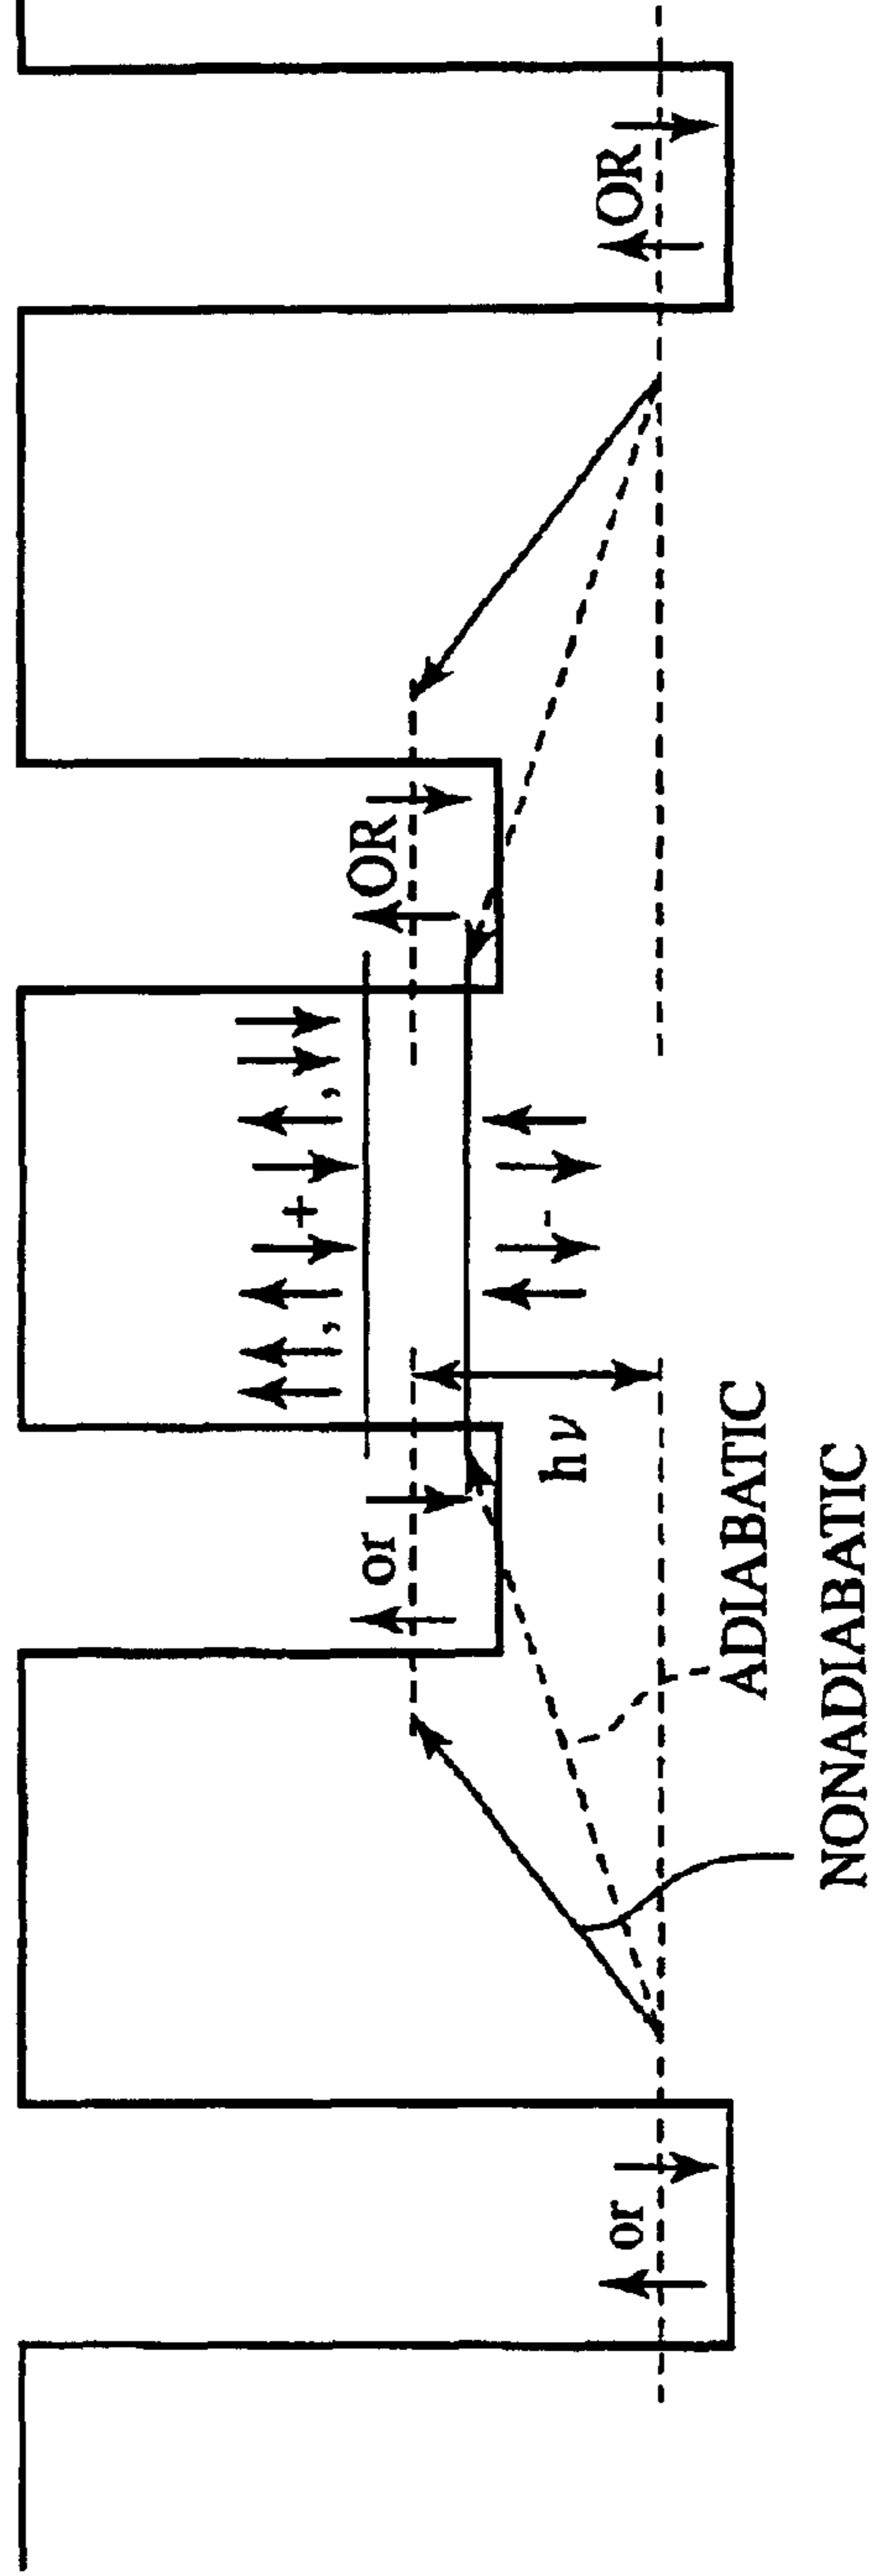 ↑↑, ↑↓+↓↑, ↓↓
↑ or ↓
↑ OR ↓
↑↓-↓↑
hν
↑ or ↓
↑ OR ↓
ADIABATIC
NONADIABATIC